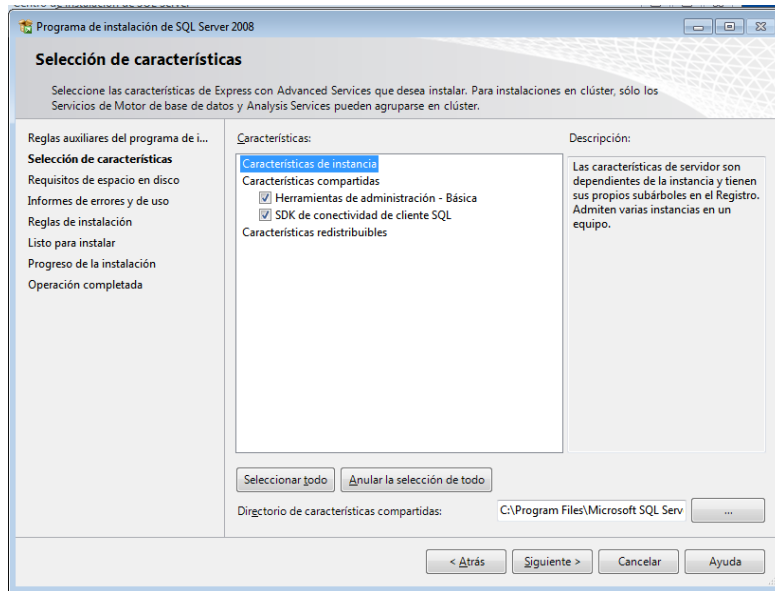 Programa de instalación de SQL Server 2008
Selección de características
Seleccione las características de Express con Advanced Services que desea instalar. Para instalaciones en clúster, sólo los
Servicios de Motor de base de datos y Analysis Services pueden agruparse en clúster.
Reglas auxiliares del programa de i...
Selección de características
Requisitos de espacio en disco
Informes de errores y de uso
Reglas de instalación
Listo para instalar
Progreso de la instalación
Operación completada
Características:
Características de instancia
Características compartidas
Herramientas de administración - Básica
SDK de conectividad de cliente SQL
Características redistribuibles
Descripción:
Las características de servidor son
dependientes de la instancia y tienen
sus propios subárboles en el Registro.
Admiten varias instancias en un
equipo.
Seleccionar todo
Anular la selección de todo
Directorio de características compartidas:
C:\Program Files\Microsoft SQL Serv
...
< Atrás
Siguiente >
Cancelar
Ayuda